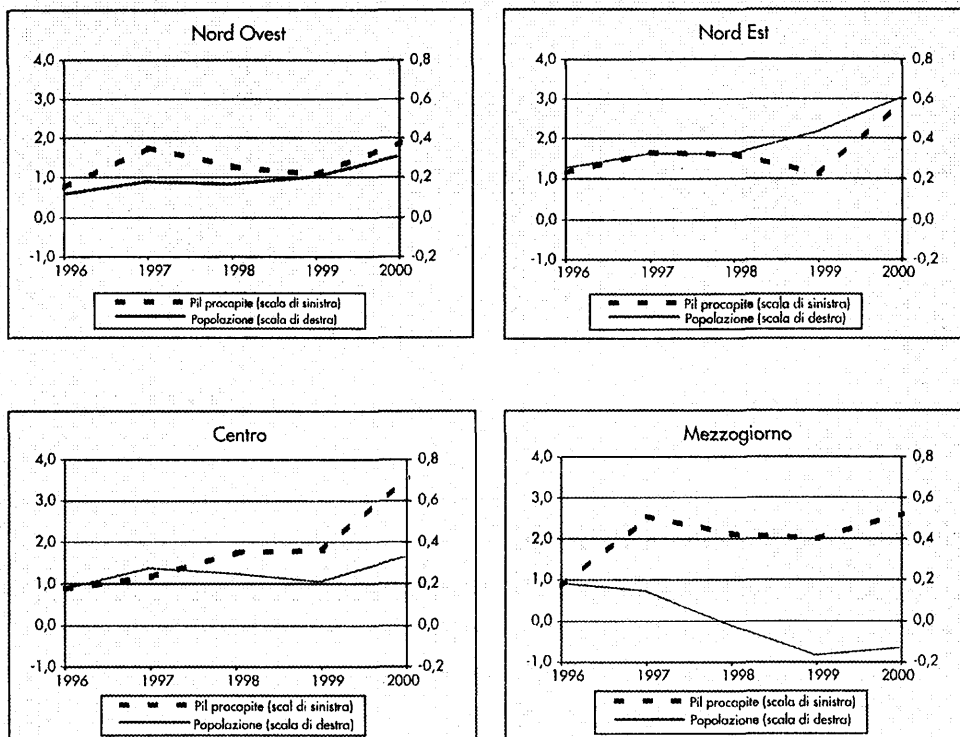 Nord Ovest
4,0 0,8
3,0 0,6
2,0 0,4
1,0 0,2
0,0 0,0
-1,0 -0,2
1996 1997 1998 1999 2000
Pil procapite (scala di sinistra)
Popolazione (scala di destra)
Nord Est
4,0 0,8
3,0 0,6
2,0 0,4
1,0 0,2
0,0 0,0
-1,0 -0,2
1996 1997 1998 1999 2000
Pil procapite (scala di sinistra)
Popolazione (scala di destra)
Centro
4,0 0,8
3,0 0,6
2,0 0,4
1,0 0,2
0,0 0,0
-1,0 -0,2
1996 1997 1998 1999 2000
Pil procapite (scal di sinistra)
Popolazione (scala di destra)
Mezzogiorno
4,0 0,8
3,0 0,6
2,0 0,4
1,0 0,2
0,0 0,0
-1,0 -0,2
1996 1997 1998 1999 2000
Pil procapite (scala di sinistra)
Popolazione (scala di destra)